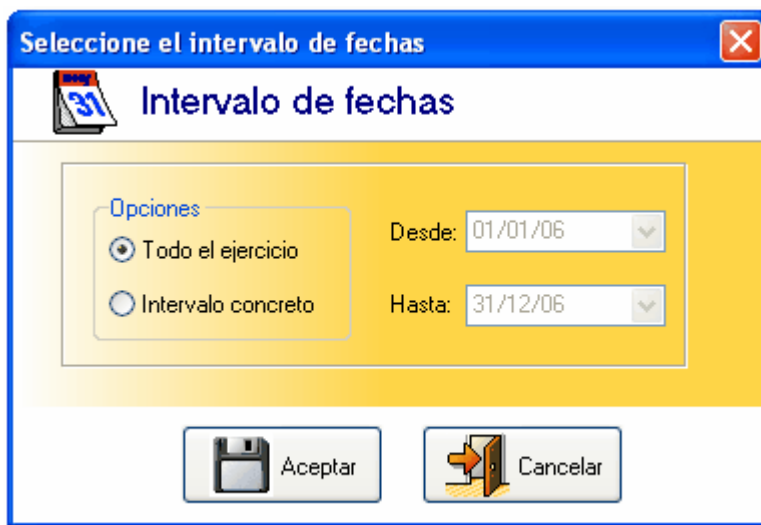 Seleccione el intervalo de fechas
31
Intervalo de fechas
Opciones
Todo el ejercicio
Intervalo concreto
Desde: 01/01/06
Hasta: 31/12/06
Aceptar
Cancelar